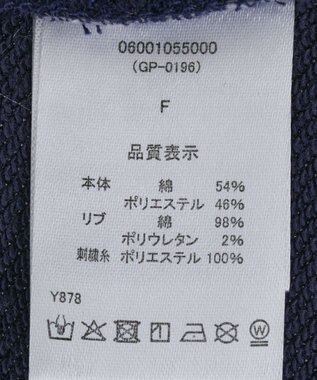 06001055000
(GP-0196)
F
品質表示
本体 綿 54%
ポリエステル 46%
リブ 綿 98%
ポリウレタン 2%
刺繍糸 ポリエステル 100%
Y878